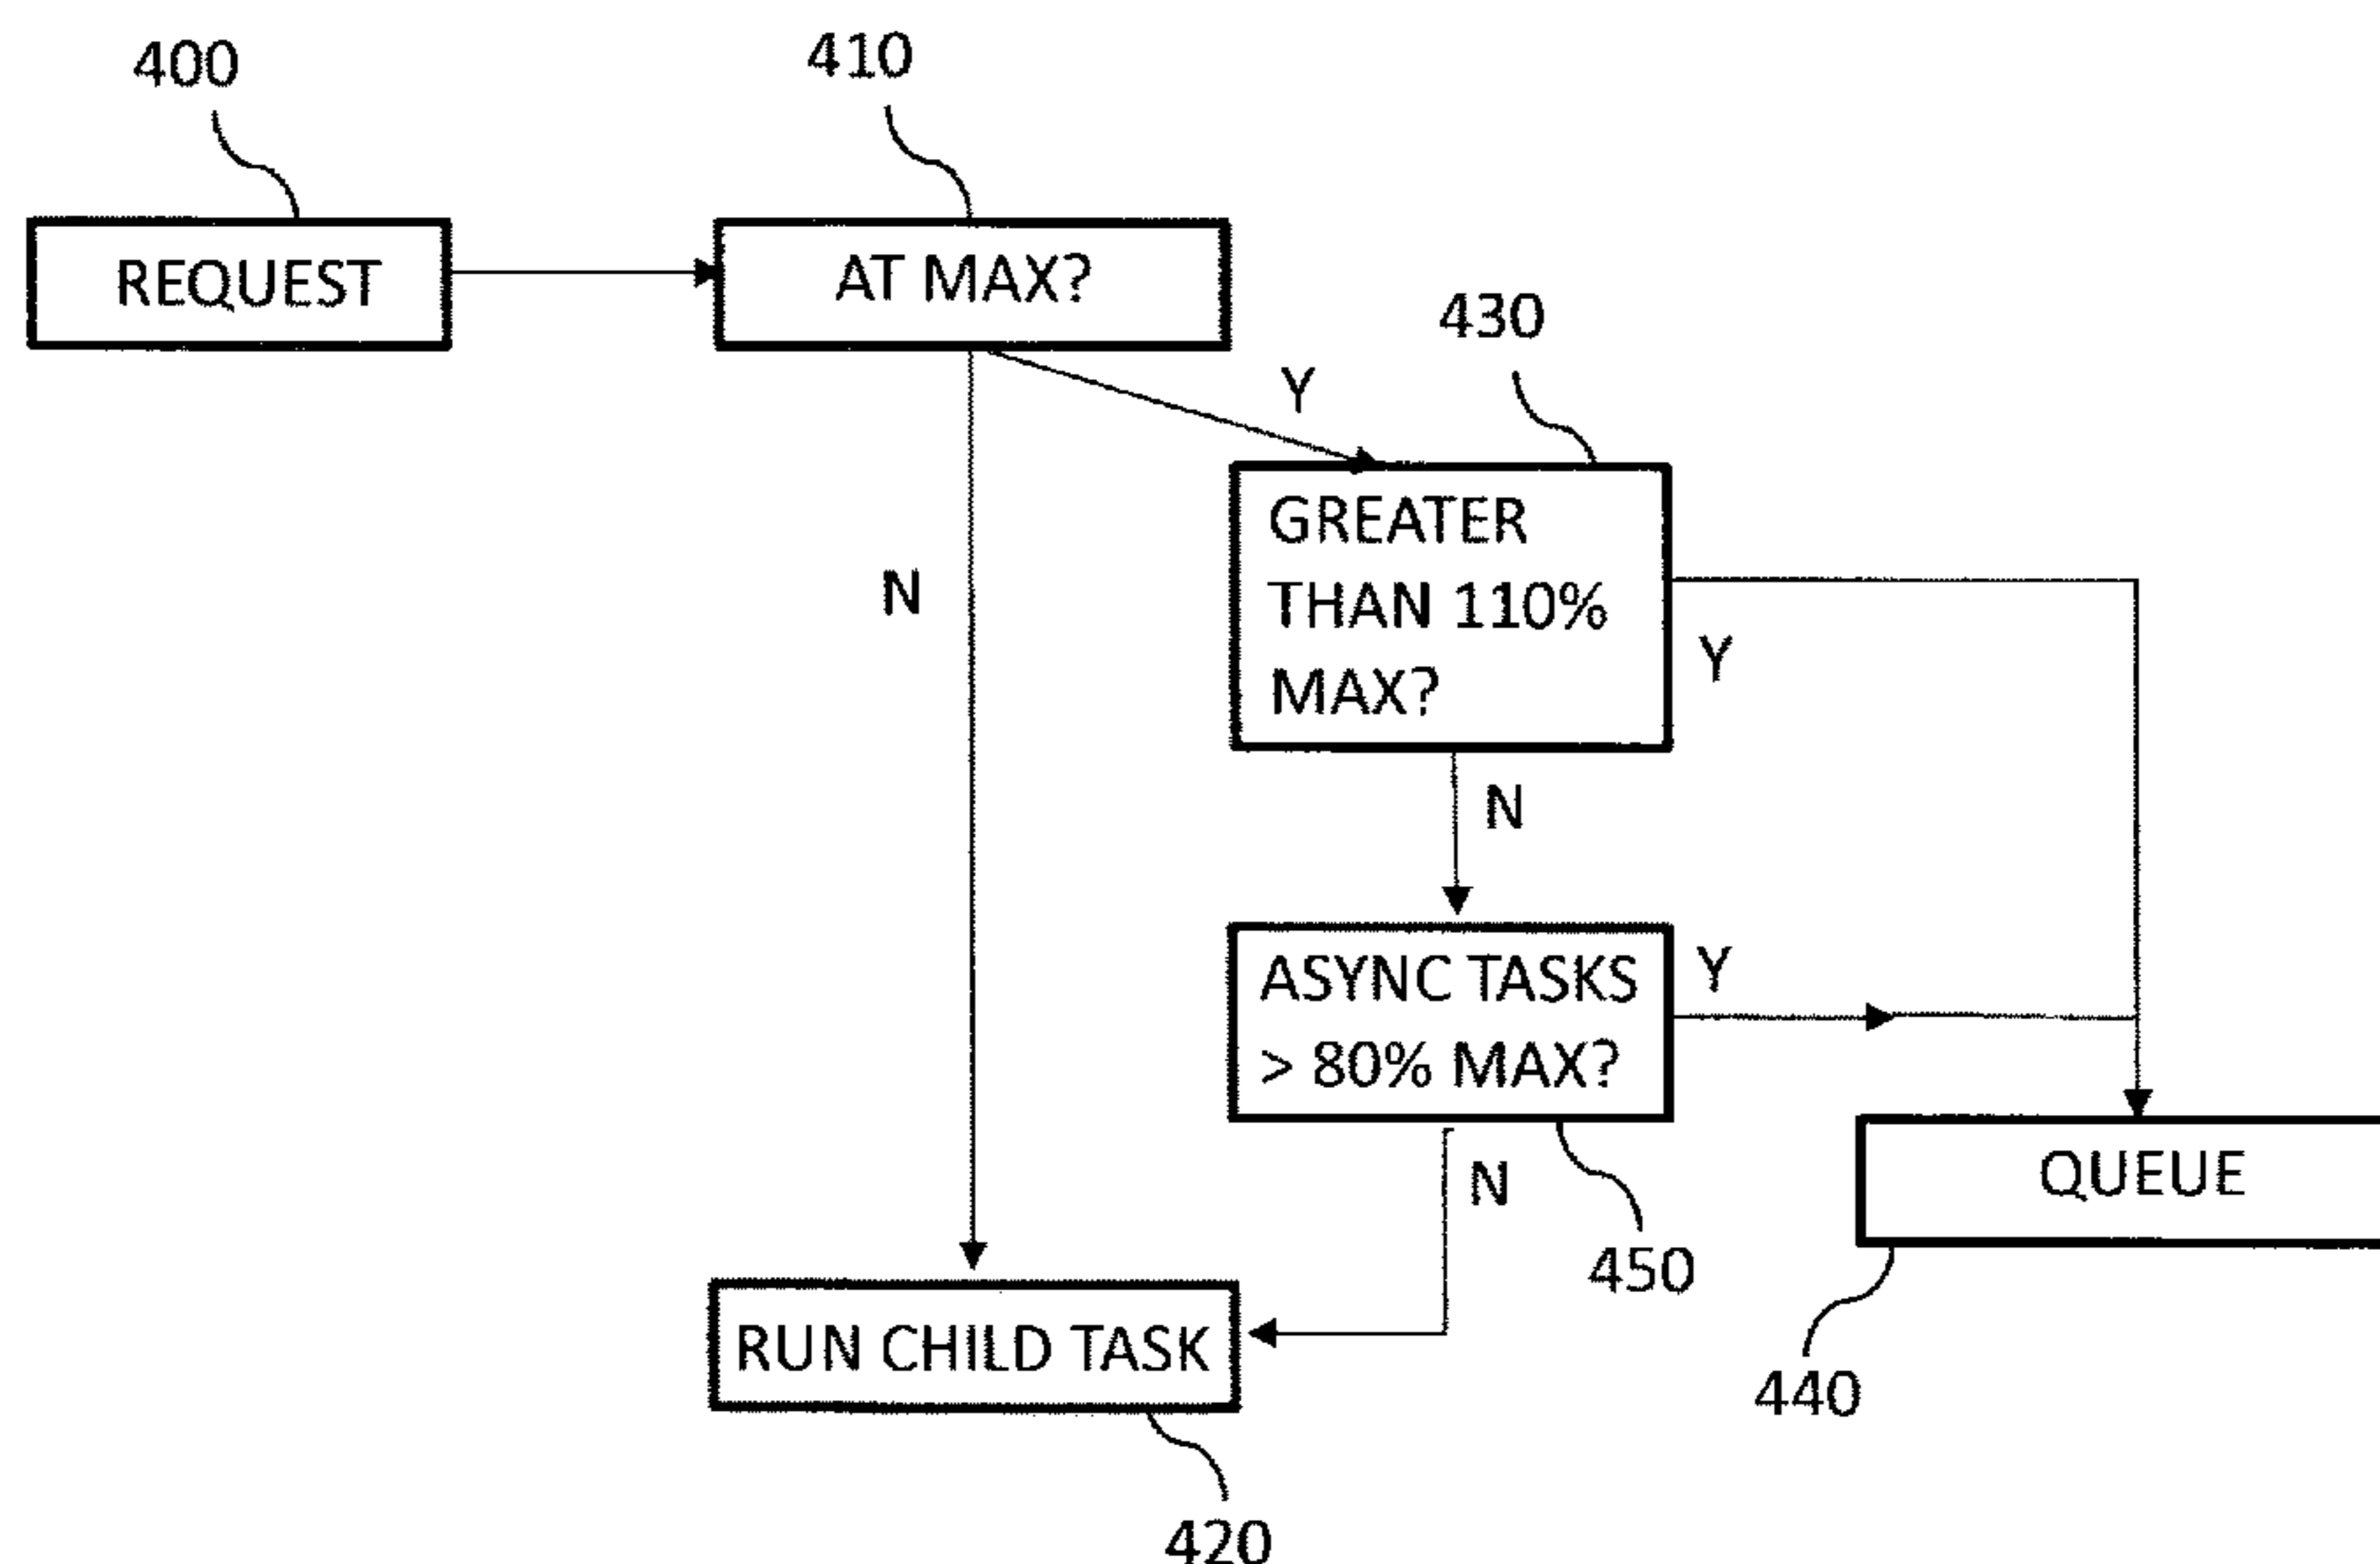 400
410
REQUEST
AT MAX?
430
Y
GREATER
THAN 110%
MAX?
N
Y
N
ASYNC TASKS
> 80% MAX?
Y
N
QUEUE
450
RUN CHILD TASK
440
420